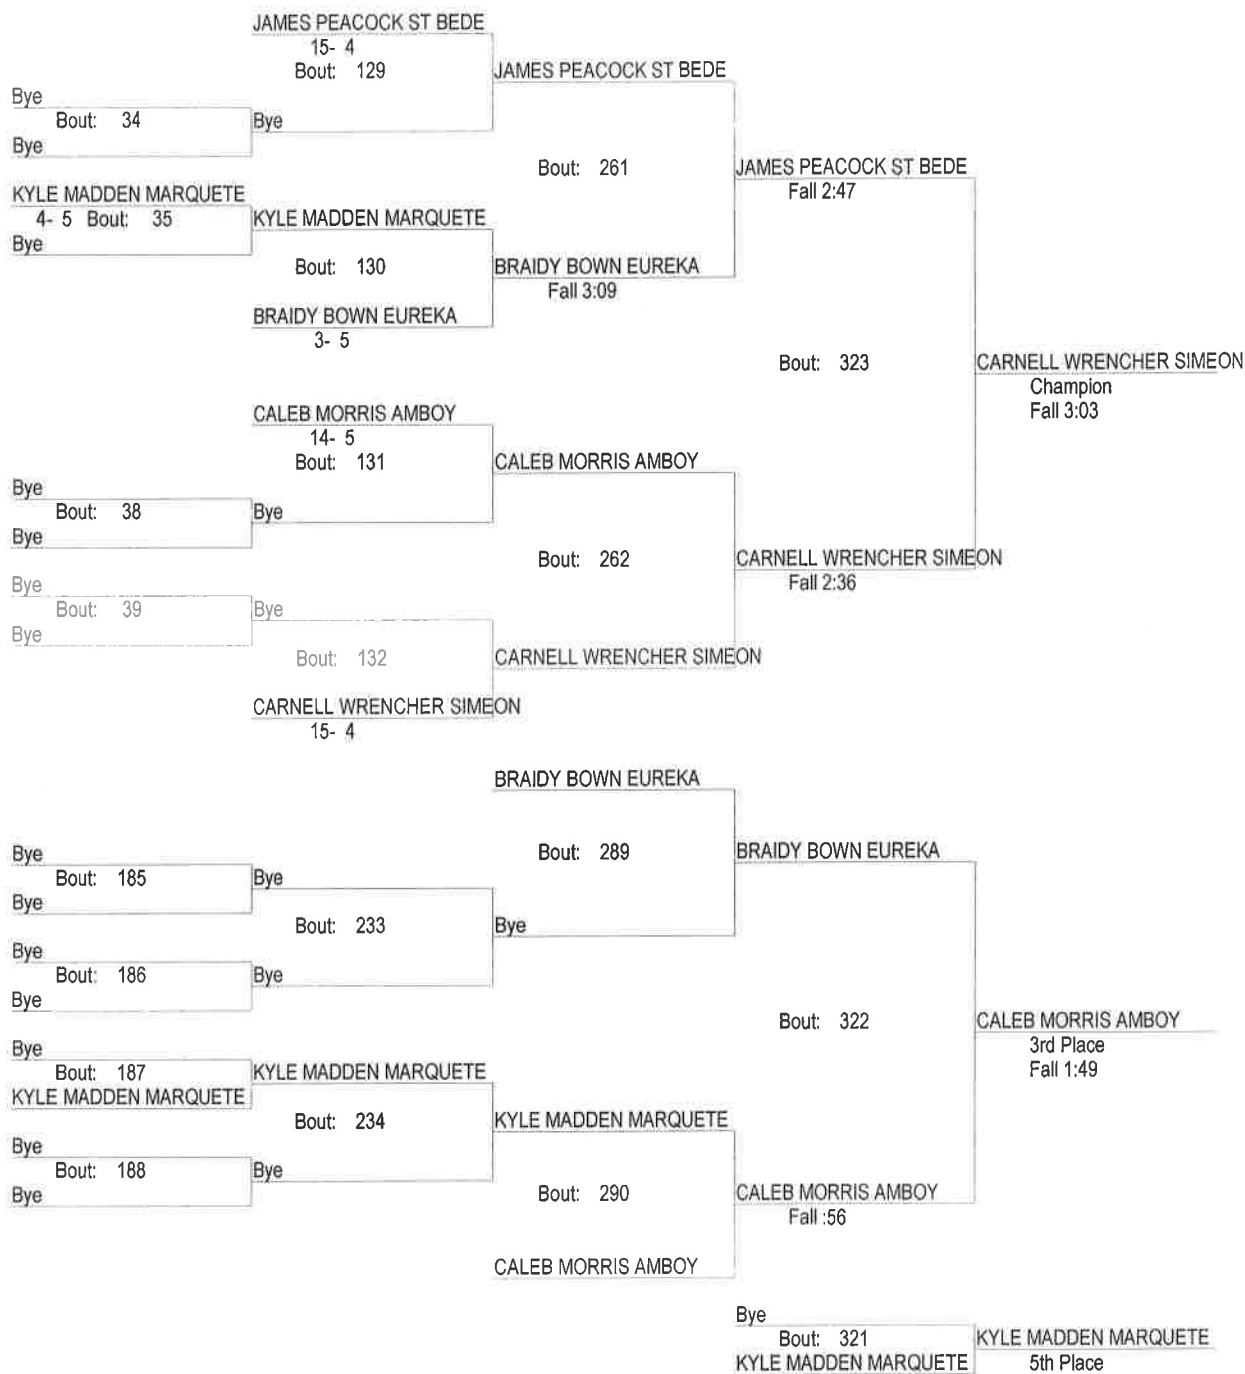 JAMES PEACOCK ST BEDE
15- 4
Bout: 129
JAMES PEACOCK ST BEDE
Bye
Bout: 34
Bye
Bye
Bout: 261
JAMES PEACOCK ST BEDE
Fall 2:47
KYLE MADDEN MARQUETE
4- 5 Bout: 35
KYLE MADDEN MARQUETE
Bye
Bout: 130
BRAIDY BOWN EUREKA
Fall 3:09
BRAIDY BOWN EUREKA
3- 5
Bout: 323
CARNELL WRENCHER SIMEON
Champion
Fall 3:03
CALEB MORRIS AMBOY
14- 5
Bout: 131
CALEB MORRIS AMBOY
Bye
Bout: 38
Bye
Bye
Bout: 262
CARNELL WRENCHER SIMEON
Fall 2:36
Bye
Bout: 39
Bye
Bye
Bout: 132
CARNELL WRENCHER SIMEON
CARNELL WRENCHER SIMEON
15- 4
BRAIDY BOWN EUREKA
Bout: 289
BRAIDY BOWN EUREKA
Bye
Bout: 185
Bye
Bye
Bout: 233
Bye
Bye
Bout: 186
Bye
Bye
Bout: 322
CALEB MORRIS AMBOY
3rd Place
Fall 1:49
Bye
Bout: 187
KYLE MADDEN MARQUETE
KYLE MADDEN MARQUETE
Bout: 234
KYLE MADDEN MARQUETE
Bye
Bout: 188
Bye
Bye
Bout: 290
CALEB MORRIS AMBOY
Fall :56
CALEB MORRIS AMBOY
Bye
Bout: 321
KYLE MADDEN MARQUETE
KYLE MADDEN MARQUETE
5th Place